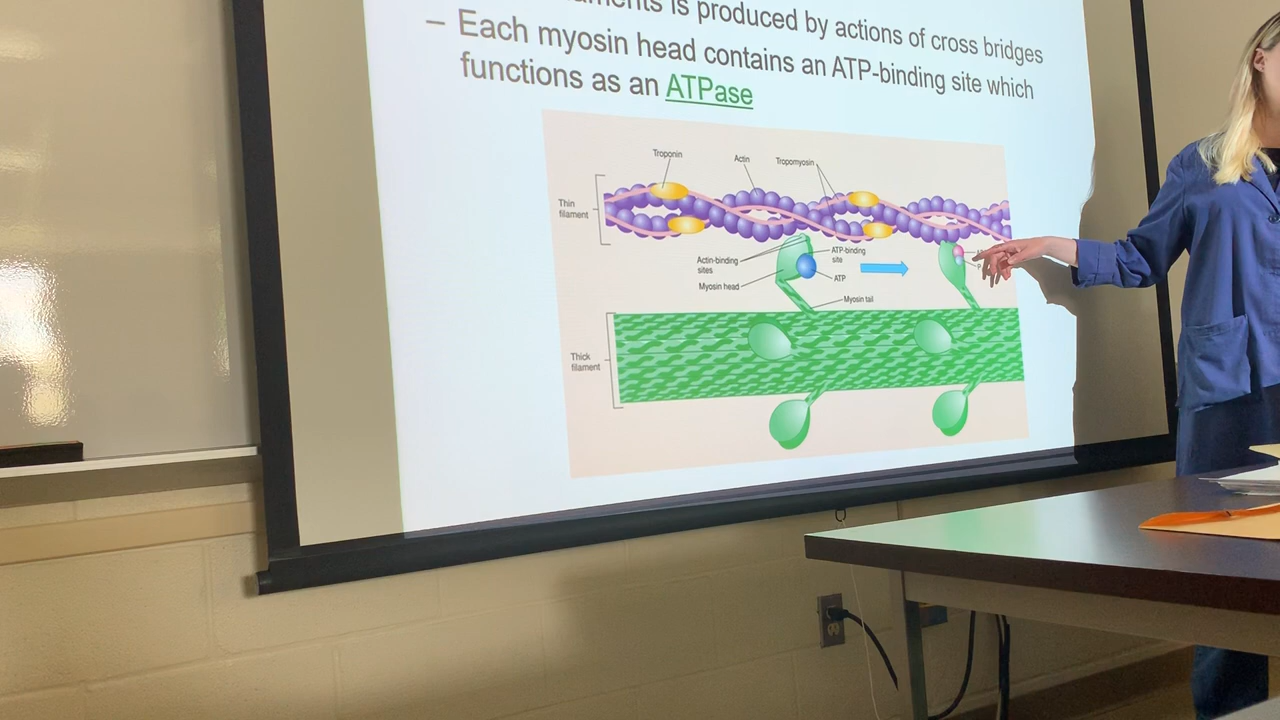 is produced by actions of cross bridges
– Each myosin head contains an ATP-binding site which
functions as an ATPase
Troponin
Actin
Tropomyosin
Thin
filament
Actin-binding
sites
ATP-binding
site
Myosin head
ATP
Myosin tail
Thick
filament